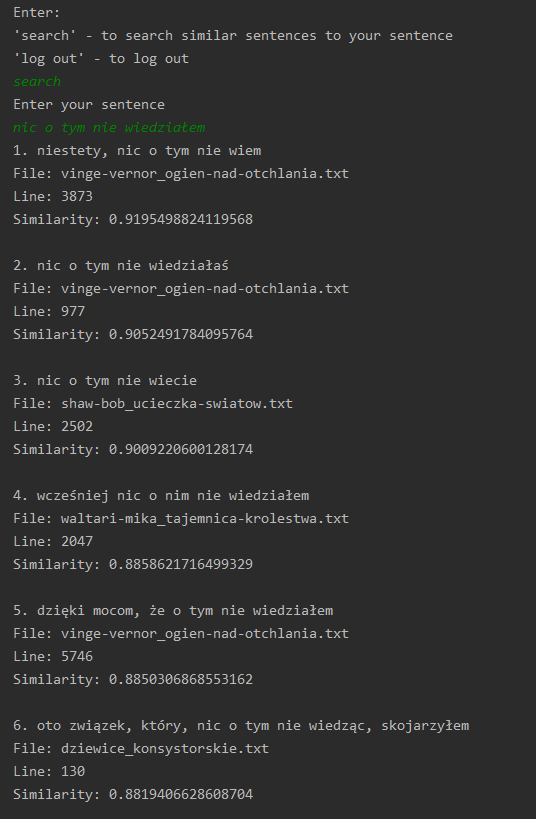 Enter:
'search' - to search similar sentences to your sentence
'log out' - to log out
search
Enter your sentence
nic o tym nie wiedziałem
1. niestety, nic o tym nie wiem
File: vinge-vernor_ogien-nad-otchlania.txt
Line: 3873
Similarity: 0.9195498824119568
2. nic o tym nie wiedziałaś
File: vinge-vernor_ogien-nad-otchlania.txt
Line: 977
Similarity: 0.9052491784095764
3. nic o tym nie wiecie
File: shaw-bob_ucieczka-swiatow.txt
Line: 2502
Similarity: 0.9009220600128174
4. wcześniej nic o nim nie wiedziałem
File: waltari-mika_tajemnica-krolestwa.txt
Line: 2047
Similarity: 0.8858621716499329
5. dzięki mocom, że o tym nie wiedziałem
File: vinge-vernor_ogien-nad-otchlania.txt
Line: 5746
Similarity: 0.8850306868553162
6. oto związek, który, nic o tym nie wiedząc, skojarzyłem
File: dziewice_konsystorskie.txt
Line: 130
Similarity: 0.8819406628608704